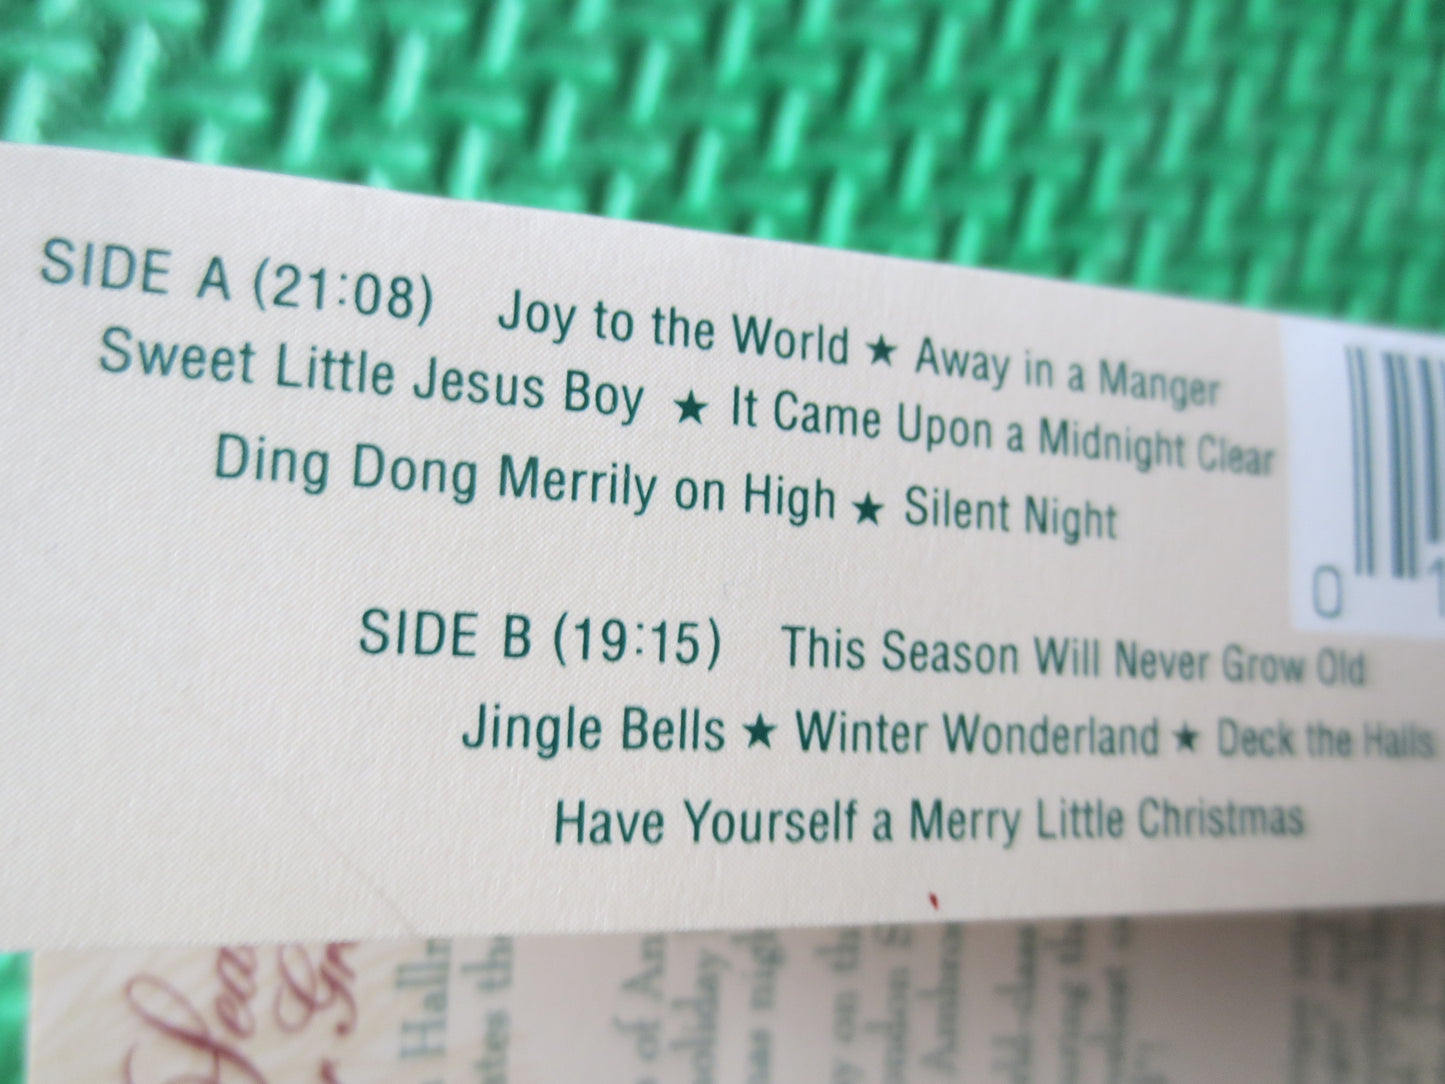 SIDE A (21:08) Joy to the World ★ Away in a Manger
Sweet Little Jesus Boy ★ It Came Upon a Midnight Clear
Ding Dong Merrily on High ★ Silent Night
SIDE B (19:15) This Season Will Never Grow Old
Jingle Bells ★ Winter Wonderland ★ Deck the Halls
Have Yourself a Merry Little Christmas
0